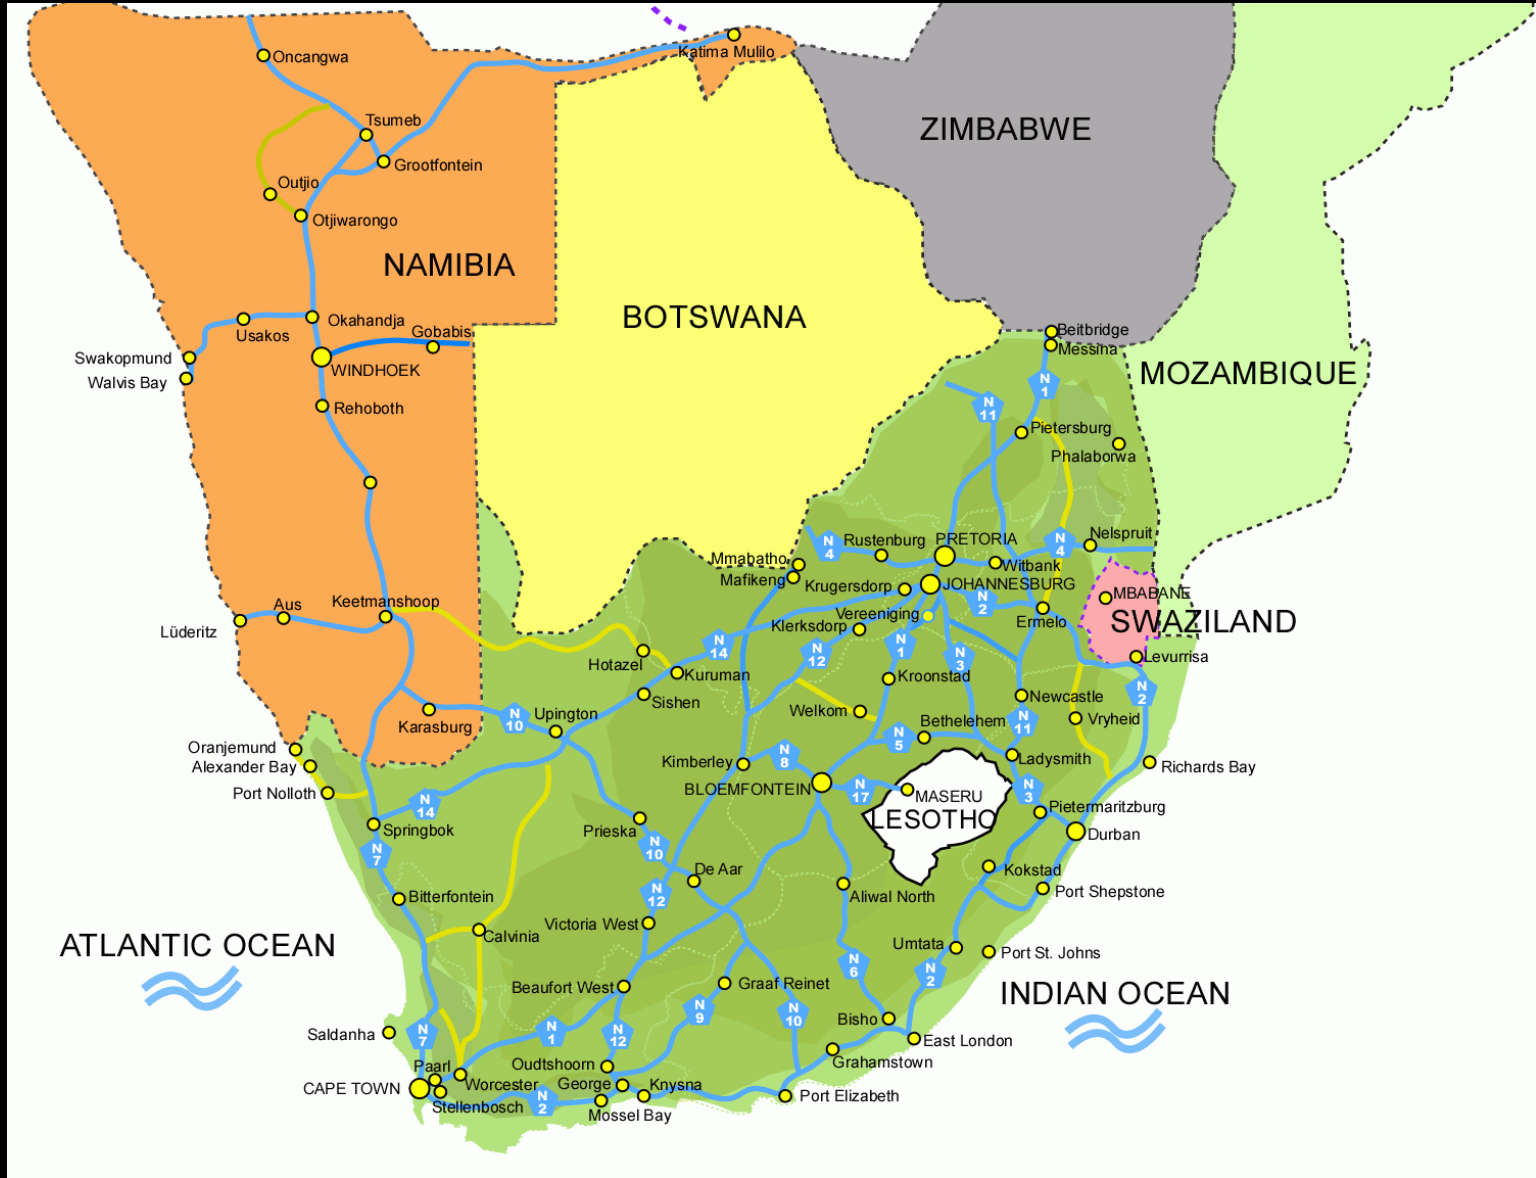 Oncangwa
Katima Mulilo
Tsumeb
Grootfontein
Outjio
Otjiwarongo
ZIMBABWE
NAMIBIA
BOTSWANA
Okahandja
Usakos
Gobabis
Swakopmund
Walvis Bay
WINDHOEK
Rehoboth
Beitbridge
Messina
MOZAMBIQUE
N
1
N
11
Pietersburg
Phalaborwa
N
4
Rustenburg
PRETORIA
N
4
Nelspruit
Mmabatho
Mafikeng
Krugersdorp
JOHANNESBURG
Witbank
MBABANE
SWAZILAND
Vereeniging
N
2
Ermelo
Klerksdorp
Levurrisa
Keetmanshoop
Aus
Lüderitz
Hotazel
N
14
N
12
N
1
N
3
Kuruman
Sishen
Kroonstad
Newcastle
N
2
Karasburg
N
10
Upington
Welkom
Bethelehem
N
11
Vryheid
N
5
Oranjemund
Alexander Bay
Port Nolloth
Kimberley
N
8
BLOEMFONTEIN
N
17
MASERU
LESOTHO
Ladysmith
Richards Bay
N
3
Pietermaritzburg
Durban
N
14
Springbok
N
7
Prieska
N
10
De Aar
N
12
Kokstad
Port Shepstone
Bitterfontein
Aliwal North
Calvinia
Victoria West
ATLANTIC OCEAN
Umtata
Port St. Johns
N
6
N
2
Beaufort West
Graaf Reinet
INDIAN OCEAN
N
9
N
10
Bisho
Saldanha
N
7
N
1
N
12
East London
Grahamstown
Paarl
Oudtshoorn
CAPE TOWN
Worcester
George
Knysna
Stellenbosch
N
2
Mossel Bay
Port Elizabeth